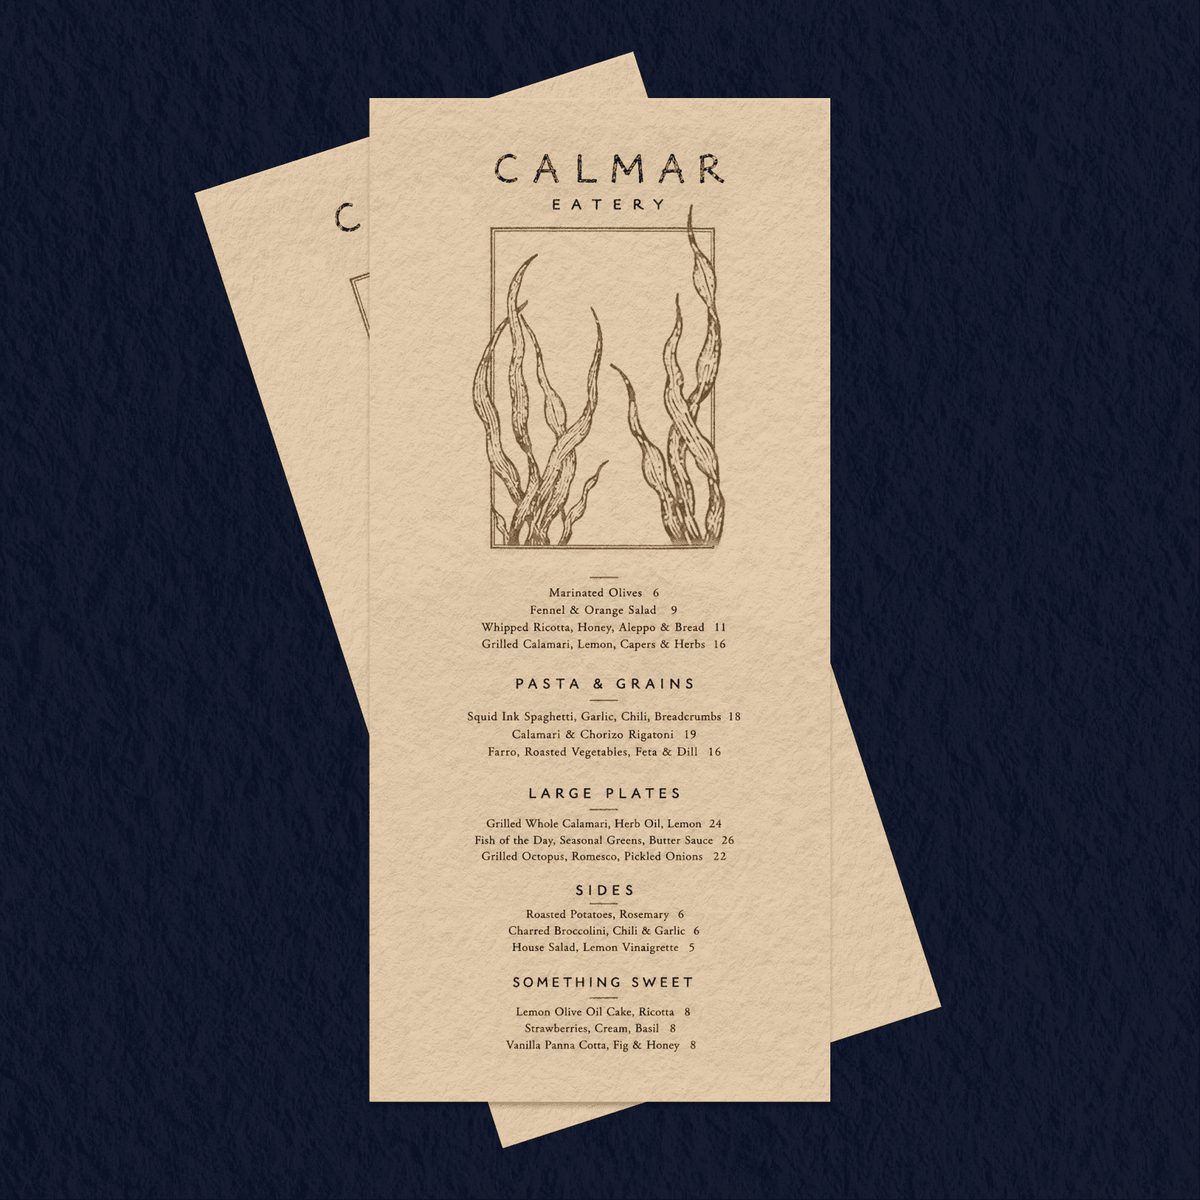 CALMAR
EATERY
C
Marinated Olives 6
Fennel & Orange Salad 9
Whipped Ricotta, Honey, Aleppo & Bread 11
Grilled Calamari, Lemon, Capers & Herbs 16
PASTA & GRAINS
Squid Ink Spaghetti, Garlic, Chili, Breadcrumbs 18
Calamari & Chorizo Rigatoni 19
Farro, Roasted Vegetables, Feta & Dill 16
LARGE PLATES
Grilled Whole Calamari, Herb Oil, Lemon 24
Fish of the Day, Seasonal Greens, Butter Sauce 26
Grilled Octopus, Romesco, Pickled Onions 22
SIDES
Roasted Potatoes, Rosemary 6
Charred Broccolini, Chili & Garlic 6
House Salad, Lemon Vinaigrette 5
SOMETHING SWEET
Lemon Olive Oil Cake, Ricotta 8
Strawberries, Cream, Basil 8
Vanilla Panna Cotta, Fig & Honey 8